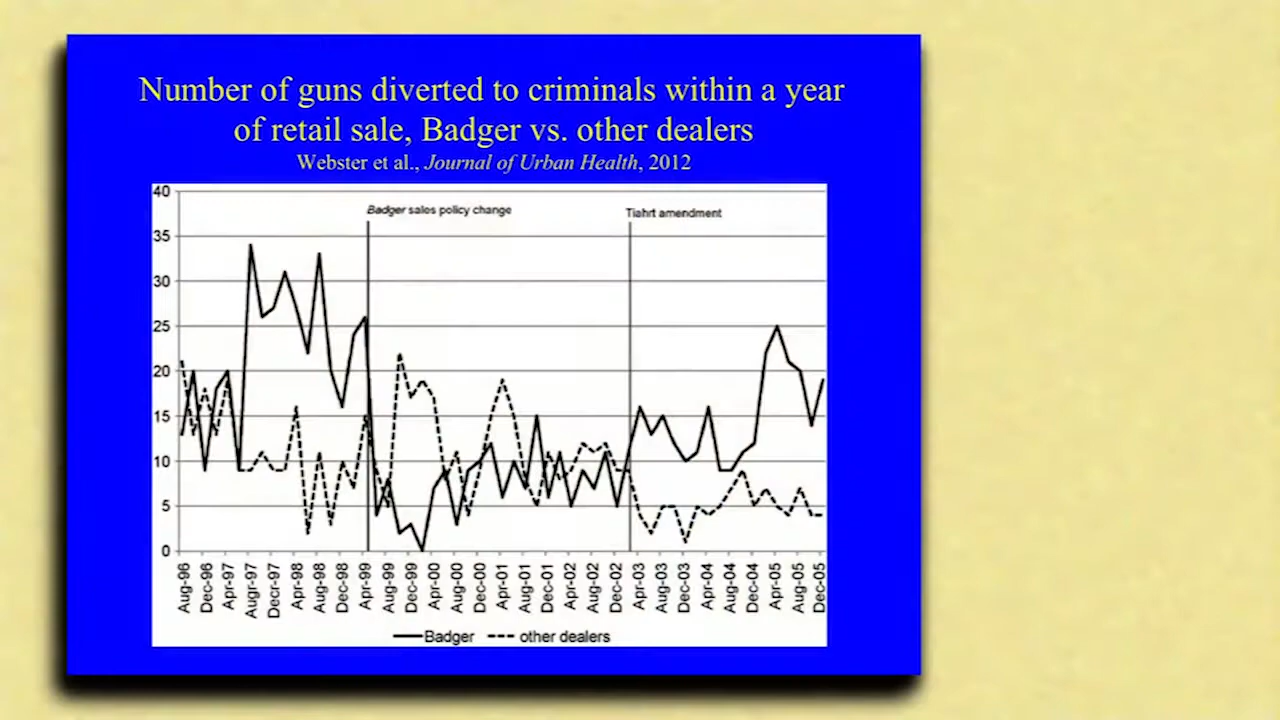 Number of guns diverted to criminals within a year
of retail sale, Badger vs. other dealers
Webster et al., Journal of Urban Health, 2012
40
35
30
25
20
15
10
5
0
Badger sales policy change
Tiahrt amendment
Aug-96
Dec-96
Apr-97
Augr-97
Decr-97
Apr-98
Aug-98
Dec-98
Apr-99
Aug-99
Dec-99
Apr-00
Aug-00
Dec-00
Apr-01
Aug-01
Dec-01
Apr-02
Aug-02
Dec-02
Apr-03
Aug-03
Dec-03
Apr-04
Aug-04
Dec-04
Apr-05
Aug-05
Dec-05
Badger other dealers